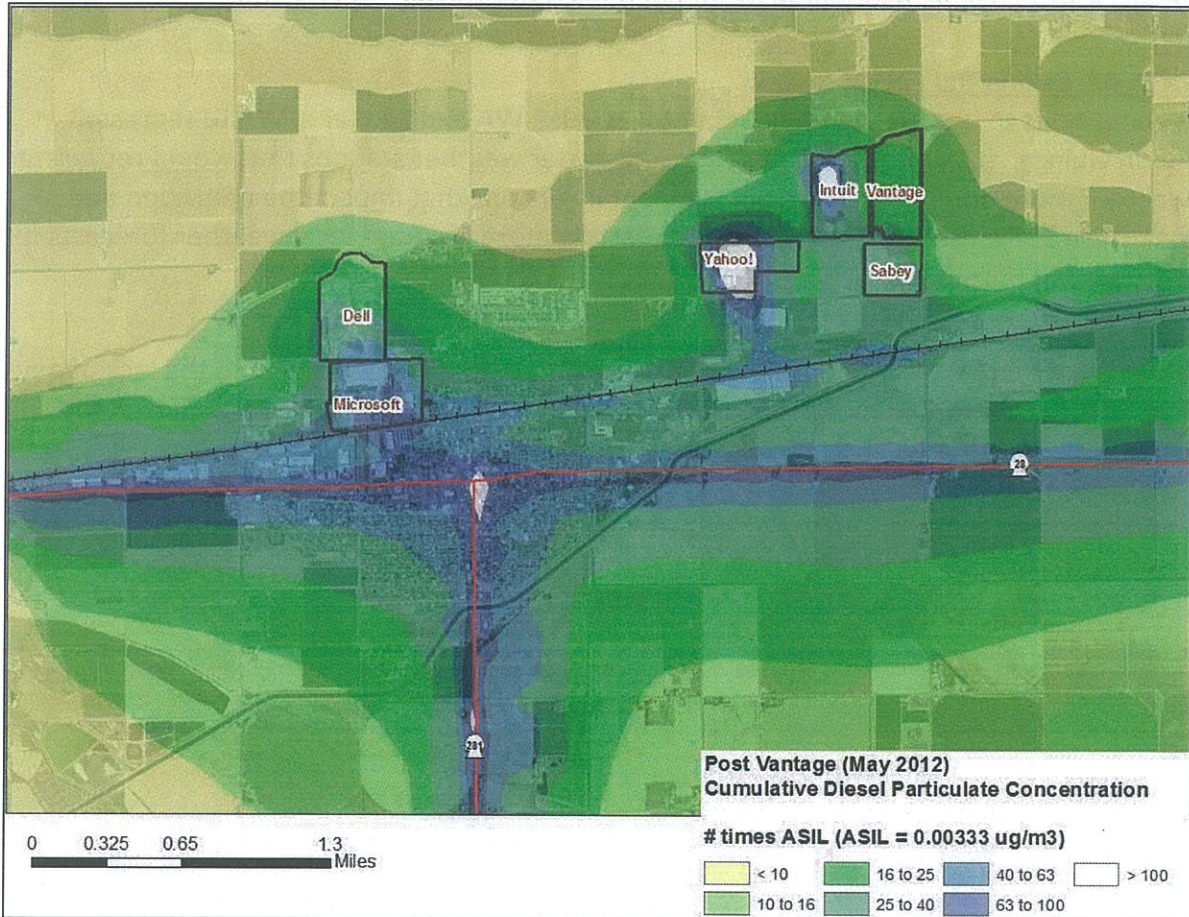 Intuit Vantage
Yahoo!
Sabey
Dell
Microsoft
28
281
Post Vantage (May 2012)
Cumulative Diesel Particulate Concentration
# times ASIL (ASIL = 0.00333 ug/m3)
< 10 16 to 25 40 to 63 > 100
10 to 16 25 to 40 63 to 100
0 0.325 0.65 1.3
Miles